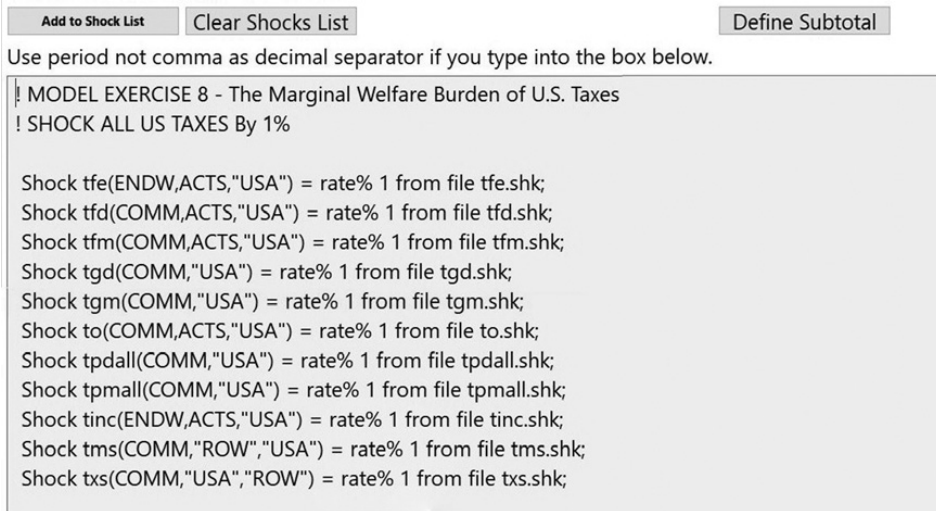 Add to Shock List Clear Shocks List Define Subtotal
Use period not comma as decimal separator if you type into the box below.
! MODEL EXERCISE 8 - The Marginal Welfare Burden of U.S. Taxes
! SHOCK ALL US TAXES By 1%
Shock tfe(ENDW,ACTS,"USA") = rate% 1 from file tfe.shk;
Shock tfd(COMM,ACTS,"USA") = rate% 1 from file tfd.shk;
Shock tfm(COMM,ACTS,"USA") = rate% 1 from file tfm.shk;
Shock tgd(COMM,"USA") = rate% 1 from file tgd.shk;
Shock tgm(COMM,"USA") = rate% 1 from file tgm.shk;
Shock to(COMM,ACTS,"USA") = rate% 1 from file to.shk;
Shock tpdall(COMM,"USA") = rate% 1 from file tpdall.shk;
Shock tpmall(COMM,"USA") = rate% 1 from file tpmall.shk;
Shock tinc(ENDW,ACTS,"USA") = rate% 1 from file tinc.shk;
Shock tms(COMM,"ROW","USA") = rate% 1 from file tms.shk;
Shock txs(COMM,"USA","ROW") = rate% 1 from file txs.shk;